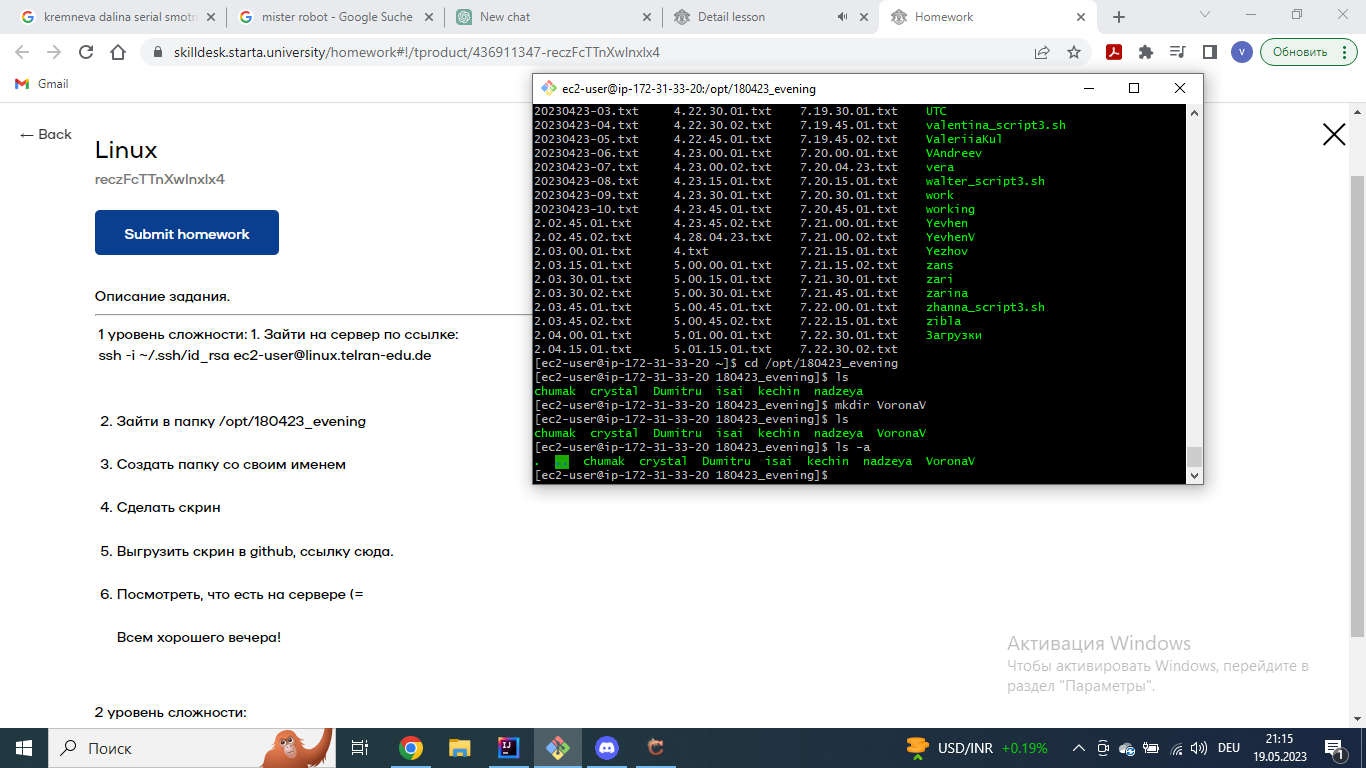 kremneva dalina serial smotr
mister robot - Google Suche
New chat
Detail lesson
Homework
skilldesk.starta.university/homework#!/tproduct/436911347-reczFcTTnXwlnxlx4
V
Обновить
Gmail
← Back
Linux
reczFcTTnXwlnxlx4
Submit homework
Описание задания.
1 уровень сложности: 1. Зайти на сервер по ссылке:
ssh -i ~/.ssh/id_rsa ec2-user@linux.telran-edu.de
2. Зайти в папку /opt/180423_evening
3. Создать папку со своим именем
4. Сделать скрин
5. Выгрузить скрин в github, ссылку сюда.
6. Посмотреть, что есть на сервере (=
Всем хорошего вечера!
2 уровень сложности:
ec2-user@ip-172-31-33-20:/opt/180423_evening
20230423-03.txt 4.22.30.01.txt 7.19.30.01.txt UTC
20230423-04.txt 4.22.30.02.txt 7.19.45.01.txt valentina_script3.sh
20230423-05.txt 4.22.45.01.txt 7.19.45.02.txt ValeriiaKul
20230423-06.txt 4.23.00.01.txt 7.20.00.01.txt VAndreev
20230423-07.txt 4.23.00.02.txt 7.20.04.23.txt vera
20230423-08.txt 4.23.15.01.txt 7.20.15.01.txt walter_script3.sh
20230423-09.txt 4.23.30.01.txt 7.20.30.01.txt work
20230423-10.txt 4.23.45.01.txt 7.20.45.01.txt working
2.02.45.01.txt 4.23.45.02.txt 7.21.00.01.txt Yevhen
2.02.45.02.txt 4.28.04.23.txt 7.21.00.02.txt YevhenV
2.03.00.01.txt 4.txt 7.21.15.01.txt Yezhov
2.03.15.01.txt 5.00.00.01.txt 7.21.15.02.txt zans
2.03.30.01.txt 5.00.15.01.txt 7.21.30.01.txt zari
2.03.30.02.txt 5.00.30.01.txt 7.21.45.01.txt zarina
2.03.45.01.txt 5.00.45.01.txt 7.22.00.01.txt zhanna_script3.sh
2.03.45.02.txt 5.00.45.02.txt 7.22.15.01.txt zibla
2.04.00.01.txt 5.01.00.01.txt 7.22.30.01.txt Загрузки
2.04.15.01.txt 5.01.15.01.txt 7.22.30.02.txt
[ec2-user@ip-172-31-33-20 ~]$ cd /opt/180423_evening
[ec2-user@ip-172-31-33-20 180423_evening]$ ls
chumak crystal Dumitru isai kechin nadzeya
[ec2-user@ip-172-31-33-20 180423_evening]$ mkdir VoronaV
[ec2-user@ip-172-31-33-20 180423_evening]$ ls
chumak crystal Dumitru isai kechin nadzeya VoronaV
[ec2-user@ip-172-31-33-20 180423_evening]$ ls -a
. .. chumak crystal Dumitru isai kechin nadzeya VoronaV
[ec2-user@ip-172-31-33-20 180423_evening]$
Активация Windows
Чтобы активировать Windows, перейдите в
раздел "Параметры".
Поиск
USD/INR +0.19%
DEU
21:15
19.05.2023
1